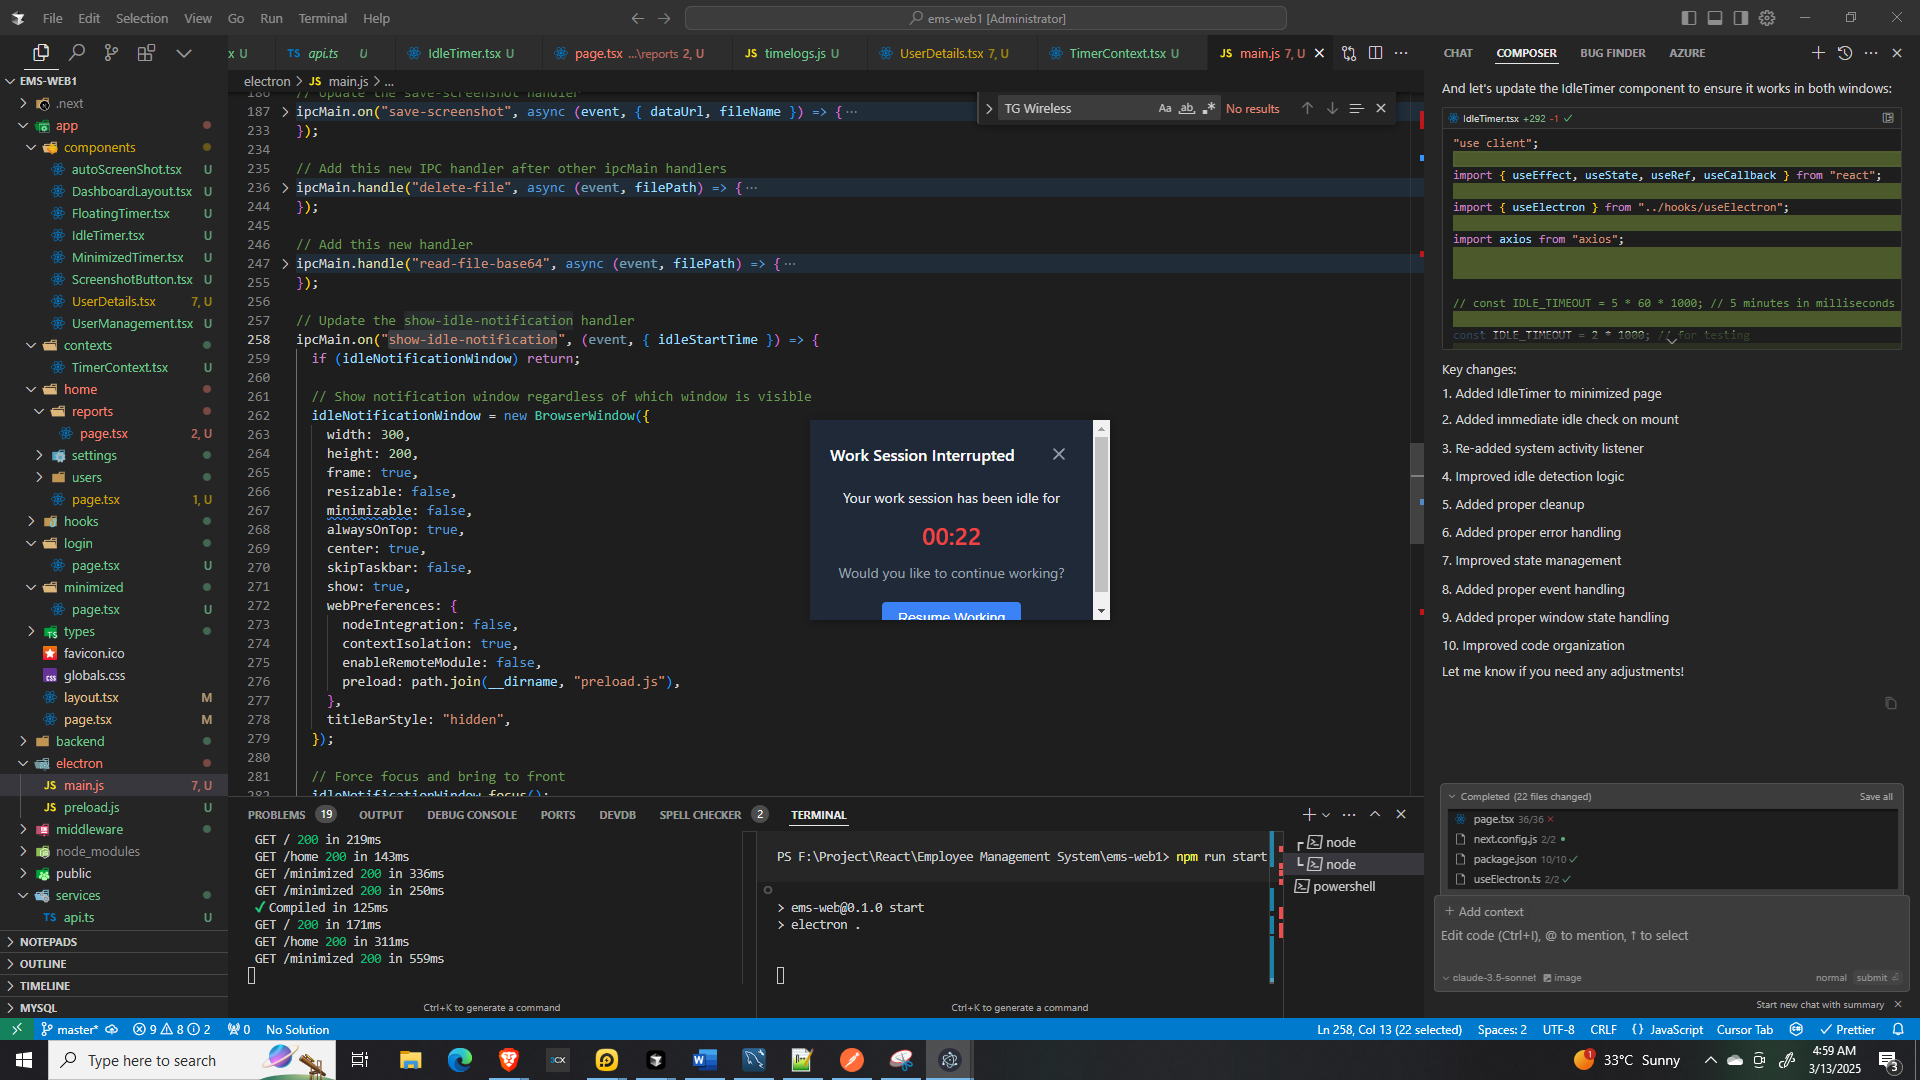 File Edit Selection View Go Run Terminal Help
ems-web1 [Administrator]
x U
TS api.ts U
IdleTimer.tsx U
page.tsx ...\reports 2, U
JS timelogs.js U
UserDetails.tsx 7, U
TimerContext.tsx U
JS main.js 7, U
CHAT COMPOSER BUG FINDER AZURE
EMS-WEB1
.next
app
components
autoScreenShot.tsx U
DashboardLayout.tsx U
FloatingTimer.tsx U
IdleTimer.tsx U
MinimizedTimer.tsx U
ScreenshotButton.tsx U
UserDetails.tsx 7, U
UserManagement.tsx U
contexts
TimerContext.tsx U
home
reports
page.tsx 2, U
settings
users
page.tsx 1, U
hooks
login
page.tsx U
minimized
page.tsx U
types
favicon.ico
globals.css
layout.tsx M
page.tsx M
backend
electron
JS main.js 7, U
JS preload.js U
middleware
node_modules
public
services
TS api.ts U
NOTEPADS
OUTLINE
TIMELINE
MYSQL
electron > JS main.js > ...
TG Wireless
Aa ab No results
186 // Update the save-screenshot handler
187 ipcMain.on("save-screenshot", async (event, { dataUrl, fileName }) => {···
233 });
234
235 // Add this new IPC handler after other ipcMain handlers
236 ipcMain.handle("delete-file", async (event, filePath) => {···
244 });
245
246 // Add this new handler
247 ipcMain.handle("read-file-base64", async (event, filePath) => {···
255 });
256
257 // Update the show-idle-notification handler
258 ipcMain.on("show-idle-notification", (event, { idleStartTime }) => {
259 if (idleNotificationWindow) return;
260
261 // Show notification window regardless of which window is visible
262 idleNotificationWindow = new BrowserWindow({
263 width: 300,
264 height: 200,
265 frame: true,
266 resizable: false,
267 minimizable: false,
268 alwaysOnTop: true,
269 center: true,
270 skipTaskbar: false,
271 show: true,
272 webPreferences: {
273 nodeIntegration: false,
274 contextIsolation: true,
275 enableRemoteModule: false,
276 preload: path.join(__dirname, "preload.js"),
277 },
278 titleBarStyle: "hidden",
279 });
280
281 // Force focus and bring to front
282 idleNotificationWindow.focus();
Work Session Interrupted
Your work session has been idle for
00:22
Would you like to continue working?
Resume Working
PROBLEMS 19 OUTPUT DEBUG CONSOLE PORTS DEVDB SPELL CHECKER 2 TERMINAL
GET / 200 in 219ms
GET /home 200 in 143ms
GET /minimized 200 in 336ms
GET /minimized 200 in 250ms
✓ Compiled in 125ms
GET / 200 in 171ms
GET /home 200 in 311ms
GET /minimized 200 in 559ms
Ctrl+K to generate a command
PS F:\Project\React\Employee Management System\ems-web1> npm run start
> ems-web@0.1.0 start
> electron .
Ctrl+K to generate a command
node
node
powershell
And let's update the IdleTimer component to ensure it works in both windows:
IdleTimer.tsx +292 -1
"use client";
import { useEffect, useState, useRef, useCallback } from "react";
import { useElectron } from "../hooks/useElectron";
import axios from "axios";
// const IDLE_TIMEOUT = 5 * 60 * 1000; // 5 minutes in milliseconds
const IDLE_TIMEOUT = 2 * 1000; // for testing
Key changes:
1. Added IdleTimer to minimized page
2. Added immediate idle check on mount
3. Re-added system activity listener
4. Improved idle detection logic
5. Added proper cleanup
6. Added proper error handling
7. Improved state management
8. Added proper event handling
9. Added proper window state handling
10. Improved code organization
Let me know if you need any adjustments!
Completed (22 files changed) Save all
page.tsx 36/36
next.config.js 2/2
package.json 10/10
useElectron.ts 2/2
+ Add context
Edit code (Ctrl+I), @ to mention, ↑ to select
claude-3.5-sonnet image normal submit
Start new chat with summary
master* 9 8 2 0 No Solution
Ln 258, Col 13 (22 selected) Spaces: 2 UTF-8 CRLF {} JavaScript Cursor Tab Prettier
Type here to search
33°C Sunny
4:59 AM
3/13/2025
3